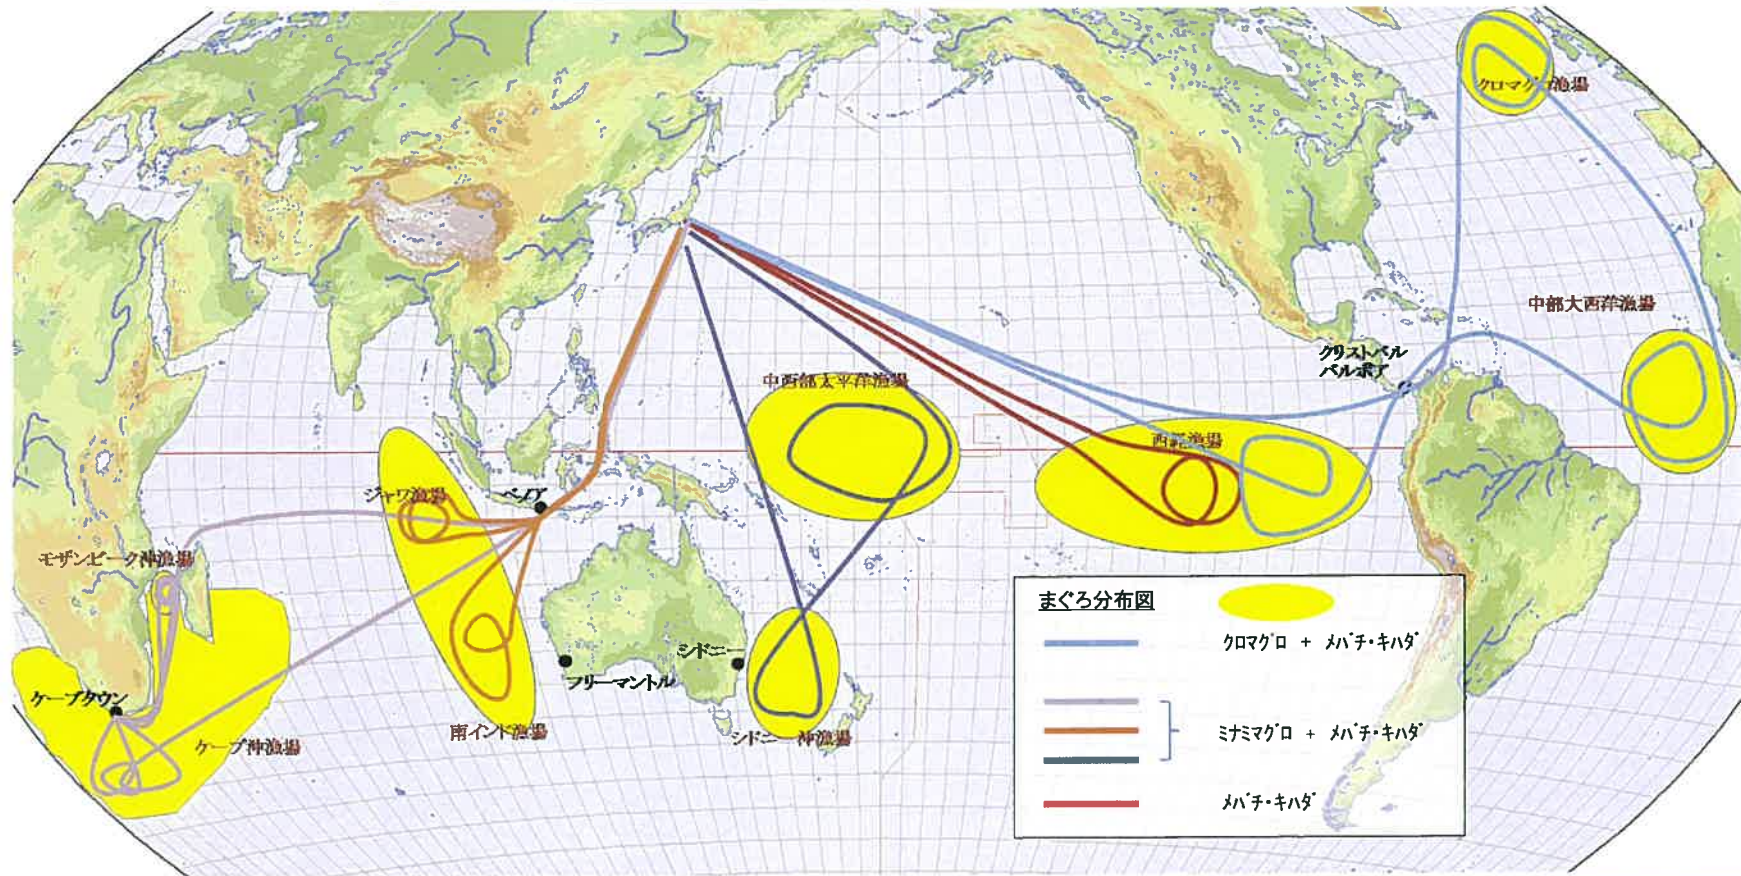 クロマグロ漁場
中部大西洋漁場
クリストバル
バルボア
中西部太平洋漁場
西経漁場
ジャワ漁場
ベノア
モザンビーク沖漁場
シドニー
フリーマントル
ケープタウン
南インド漁場
シドニー沖漁場
ケープ沖漁場
まぐろ分布図
クロマグロ + メバチ・キハダ
ミナミマグロ + メバチ・キハダ
メバチ・キハダ